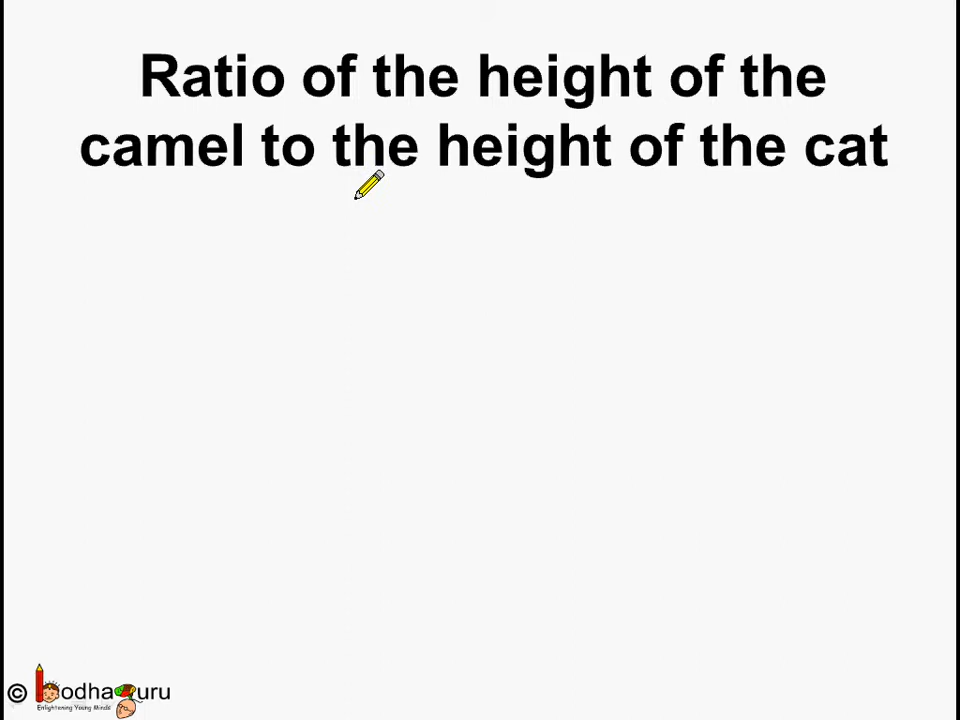 Ratio of the height of the
camel to the height of the cat
© bodhaguru
Enlightening Young Minds